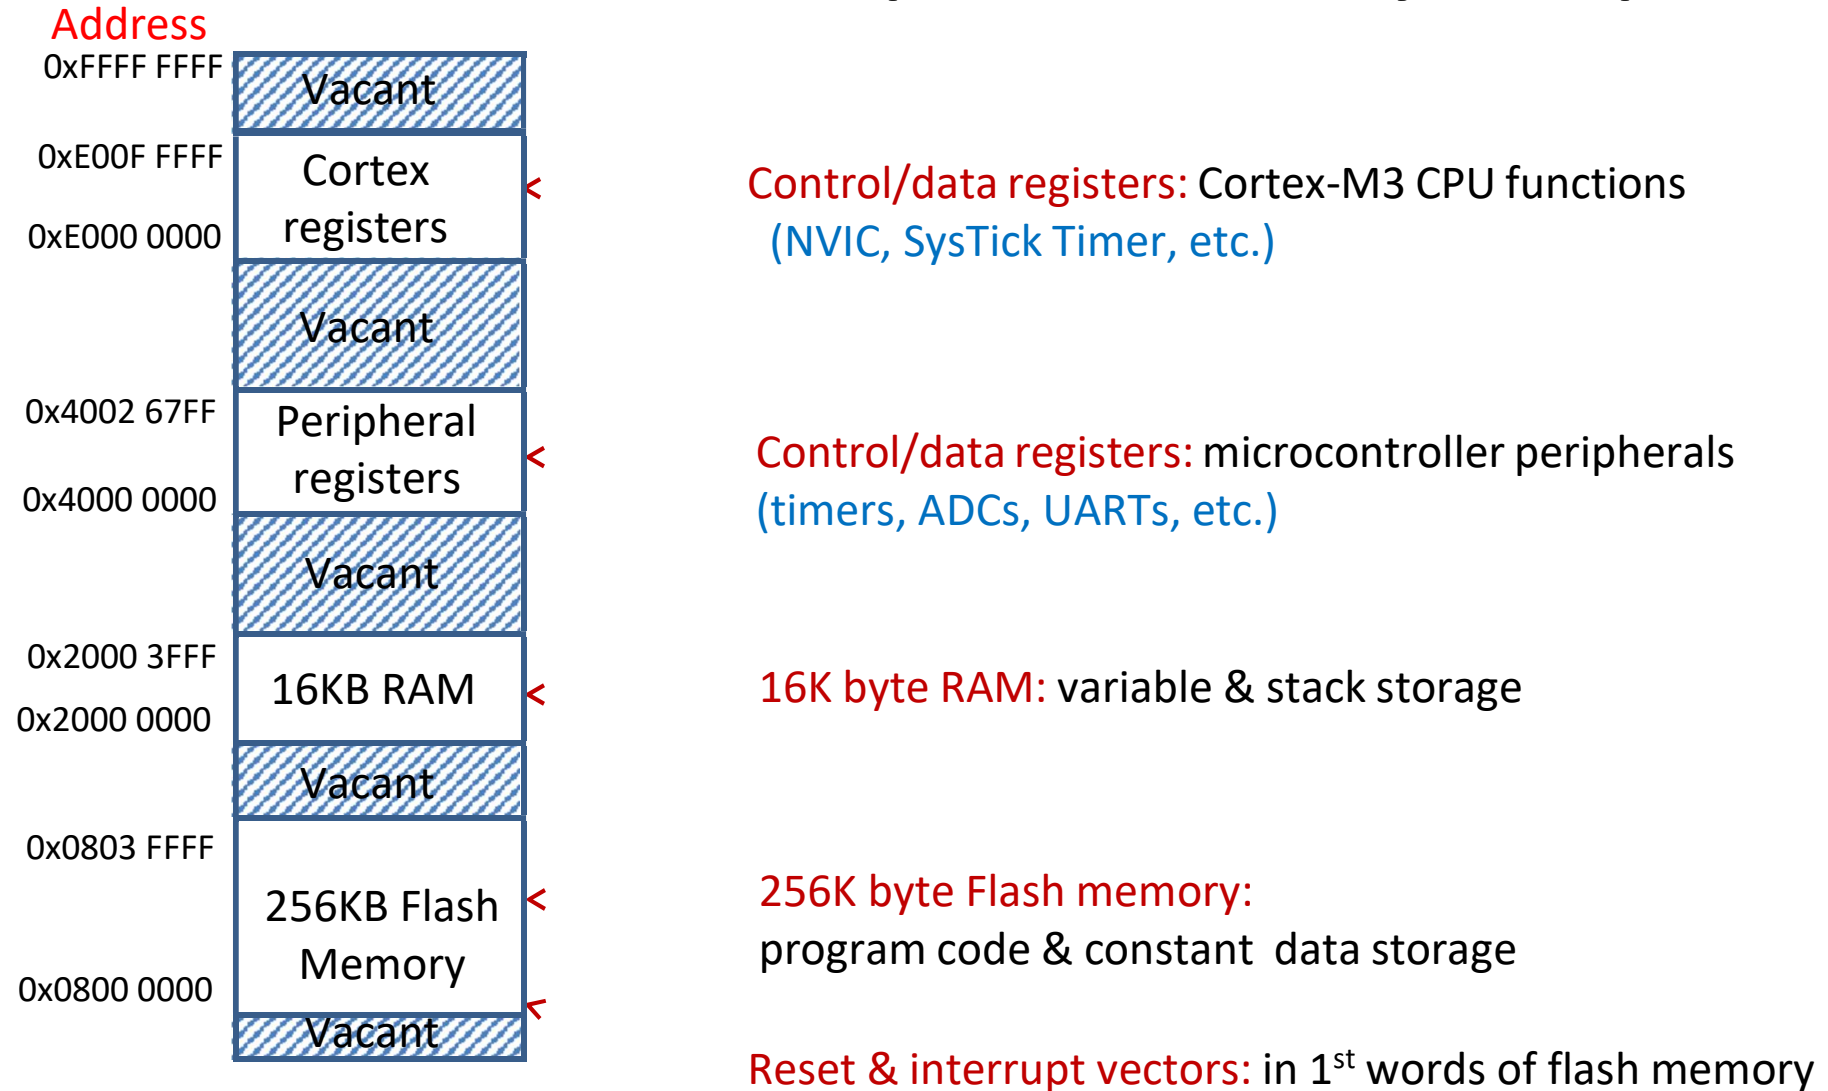 Address
0xFFFF FFFF
Vacant
0xE00F FFFF
Cortex
registers
0xE000 0000
Control/data registers: Cortex-M3 CPU functions
(NVIC, SysTick Timer, etc.)
Vacant
0x4002 67FF
Peripheral
registers
0x4000 0000
Control/data registers: microcontroller peripherals
(timers, ADCs, UARTs, etc.)
Vacant
0x2000 3FFF
16KB RAM
0x2000 0000
16K byte RAM: variable & stack storage
Vacant
0x0803 FFFF
256KB Flash
Memory
0x0800 0000
256K byte Flash memory:
program code & constant data storage
Vacant
Reset & interrupt vectors: in 1st words of flash memory